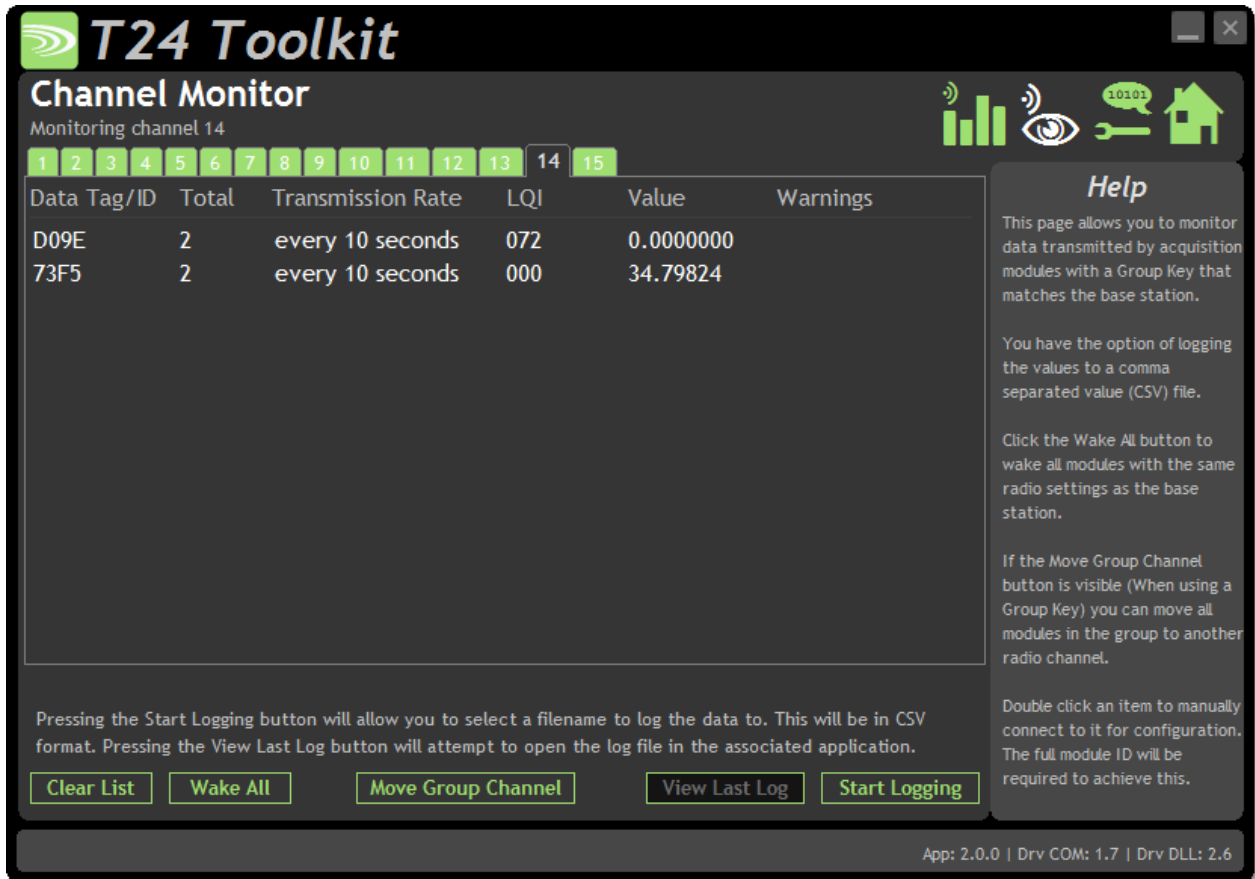 T24 Toolkit
Channel Monitor
Monitoring channel 14
10101
1 2 3 4 5 6 7 8 9 10 11 12 13 14 15
Data Tag/ID Total Transmission Rate LQI Value Warnings
D09E 2 every 10 seconds 072 0.0000000
73F5 2 every 10 seconds 000 34.79824
Pressing the Start Logging button will allow you to select a filename to log the data to. This will be in CSV
format. Pressing the View Last Log button will attempt to open the log file in the associated application.
Clear List Wake All Move Group Channel View Last Log Start Logging
Help
This page allows you to monitor
data transmitted by acquisition
modules with a Group Key that
matches the base station.
You have the option of logging
the values to a comma
separated value (CSV) file.
Click the Wake All button to
wake all modules with the same
radio settings as the base
station.
If the Move Group Channel
button is visible (When using a
Group Key) you can move all
modules in the group to another
radio channel.
Double click an item to manually
connect to it for configuration.
The full module ID will be
required to achieve this.
App: 2.0.0 | Drv COM: 1.7 | Drv DLL: 2.6